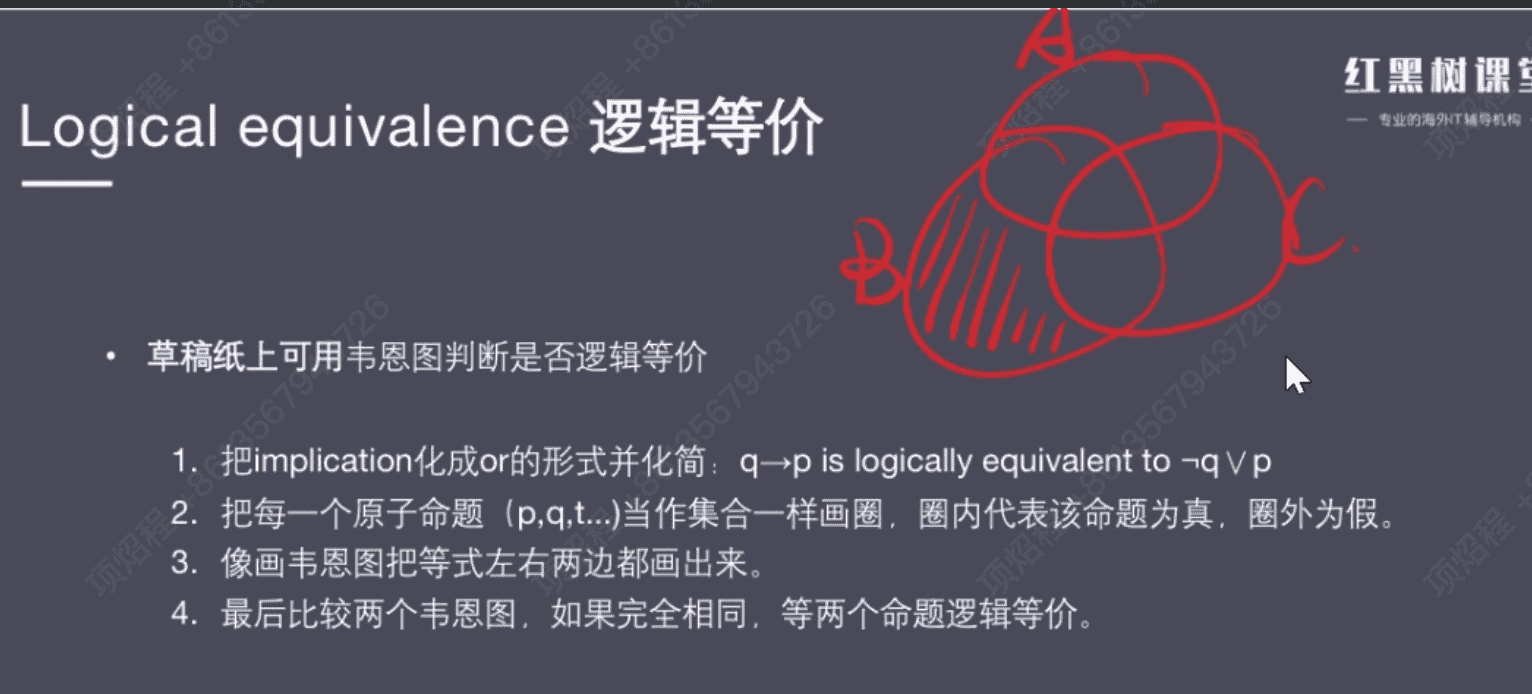 A
红黑树课堂
Logical equivalence 逻辑等价
专业的海外IT辅导机构
B
C
• 草稿纸上可用韦恩图判断是否逻辑等价
1. 把implication化成or的形式并化简：q→p is logically equivalent to ¬q∨p
2. 把每一个原子命题（p,q,t...)当作集合一样画圈，圈内代表该命题为真，圈外为假。
3. 像画韦恩图把等式左右两边都画出来。
4. 最后比较两个韦恩图，如果完全相同，等两个命题逻辑等价。
项焰程 +8613567943726